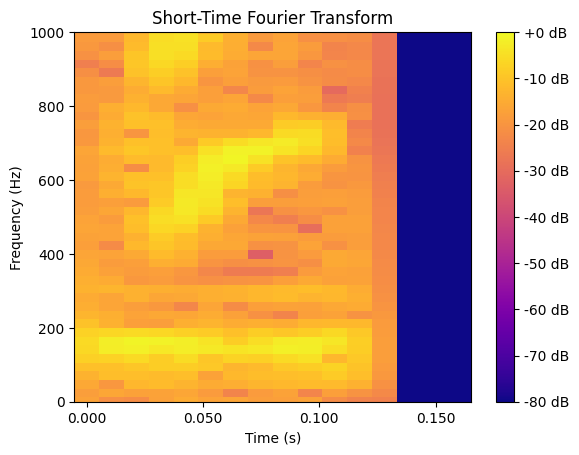 Short-Time Fourier Transform
1000
800
600
400
200
0
Frequency (Hz)
0.000
0.050
0.100
0.150
Time (s)
+0 dB
-10 dB
-20 dB
-30 dB
-40 dB
-50 dB
-60 dB
-70 dB
-80 dB